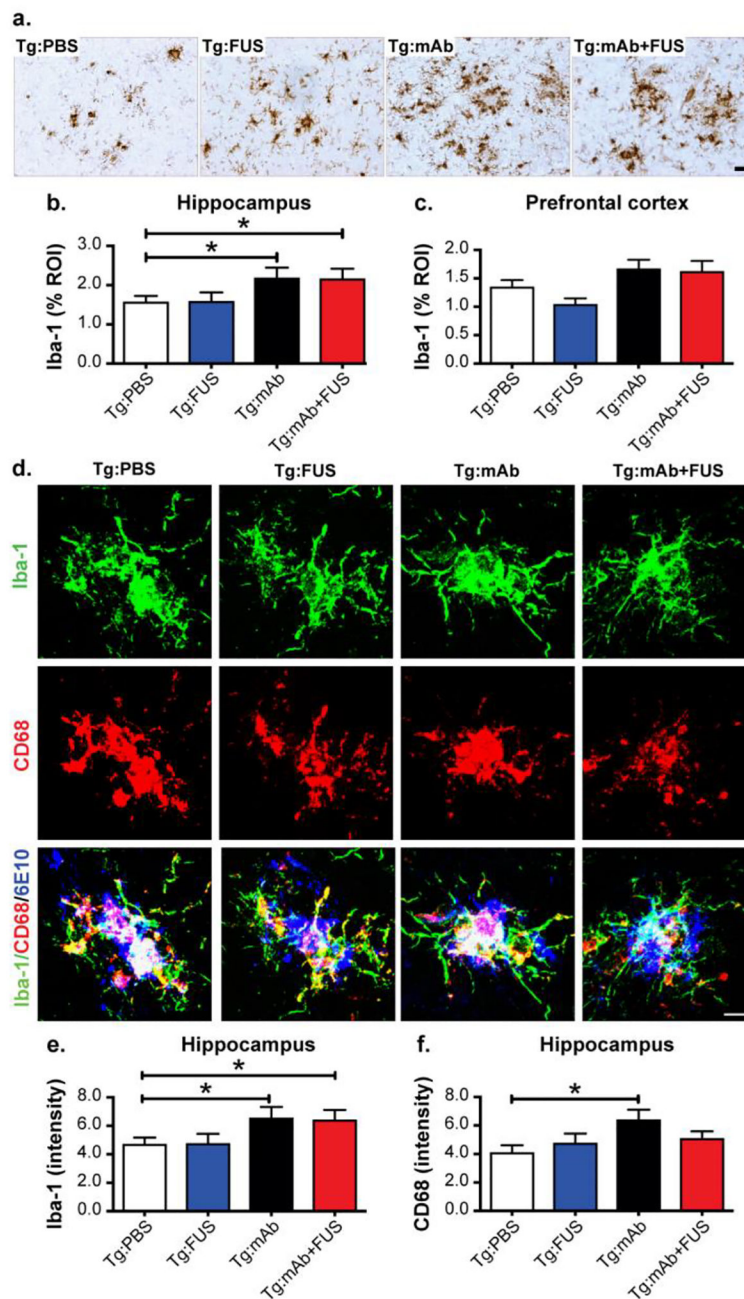 a.
Tg:PBS Tg:FUS Tg:mAb Tg:mAb+FUS
b. Hippocampus
*
*
Iba-1 (% ROI)
3.0
2.0
1.0
0.0
Tg:PBS Tg:FUS Tg:mAb Tg:mAb+FUS
c. Prefrontal cortex
Iba-1 (% ROI)
2.0
1.5
1.0
0.5
0.0
Tg:PBS Tg:FUS Tg:mAb Tg:mAb+FUS
d.
Tg:PBS Tg:FUS Tg:mAb Tg:mAb+FUS
Iba-1
CD68
Iba-1/CD68/6E10
e. Hippocampus
*
*
Iba-1 (intensity)
8.0
6.0
4.0
2.0
0.0
Tg:PBS Tg:FUS Tg:mAb Tg:mAb+FUS
f. Hippocampus
*
CD68 (intensity)
8.0
6.0
4.0
2.0
0.0
Tg:PBS Tg:FUS Tg:mAb Tg:mAb+FUS